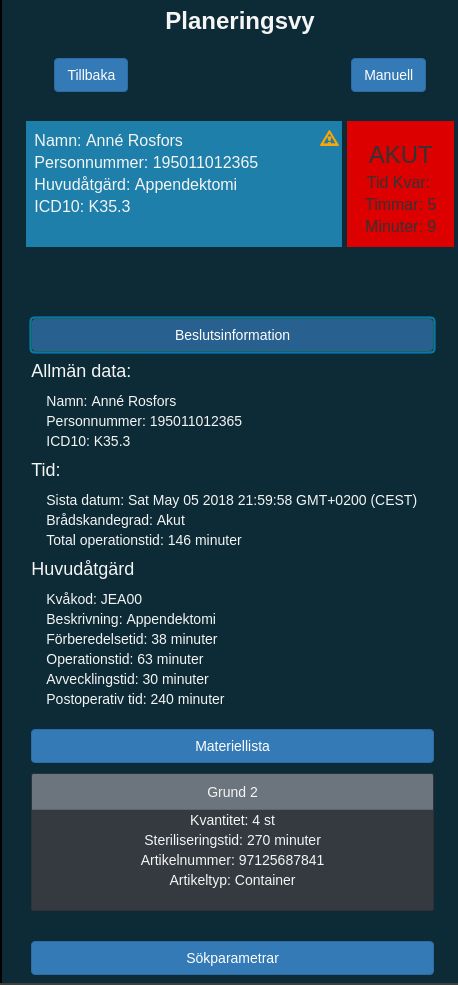 Planeringsvy
Tillbaka
Manuell
Namn: Anné Rosfors
Personnummer: 195011012365
Huvudåtgärd: Appendektomi
ICD10: K35.3
AKUT
Tid Kvar:
Timmar: 5
Minuter: 9
Beslutsinformation
Allmän data:
Namn: Anné Rosfors
Personnummer: 195011012365
ICD10: K35.3
Tid:
Sista datum: Sat May 05 2018 21:59:58 GMT+0200 (CEST)
Brådskandegrad: Akut
Total operationstid: 146 minuter
Huvudåtgärd
Kvåkod: JEA00
Beskrivning: Appendektomi
Förberedelsetid: 38 minuter
Operationstid: 63 minuter
Avvecklingstid: 30 minuter
Postoperativ tid: 240 minuter
Materiellista
Grund 2
Kvantitet: 4 st
Steriliseringstid: 270 minuter
Artikelnummer: 97125687841
Artikeltyp: Container
Sökparametrar